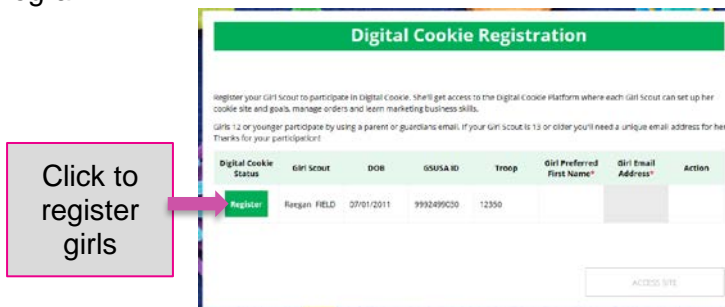 Digital Cookie Registration
Register your Girl Scout to participate in Digital Cookie. She'll get access to the Digital Cookie Platform where each Girl Scout can set up her
cookie site and goals, manage orders and learn marketing business skills.
Girls 12 or younger participate by using a parent or guardians email. If your Girl Scout is 13 or older you'll need a unique email address for her.
Thanks for your participation!
Digital Cookie Status Girl Scout DOB GSUSA ID Troop Girl Preferred First Name* Girl Email Address* Action
Click to
register
girls
Register Reegan FIELD 07/01/2011 9992499030 12350
ACCESS SITE